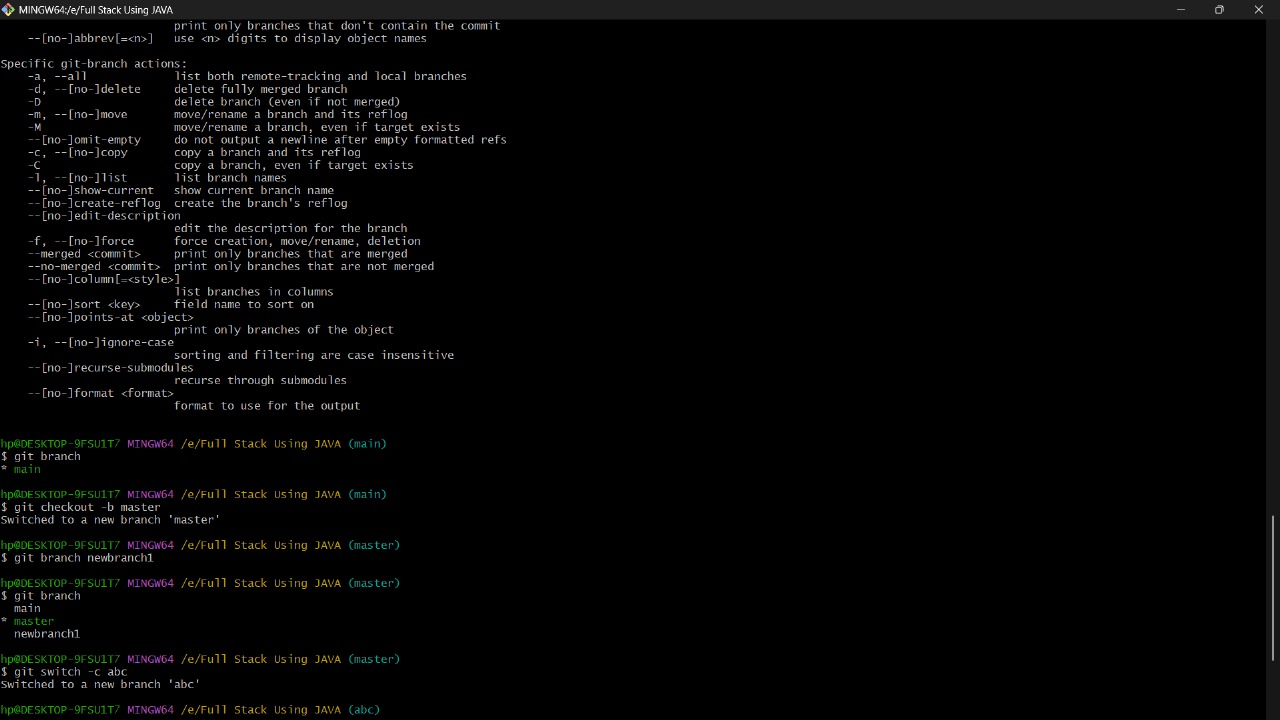 MINGW64:/e/Full Stack Using JAVA
print only branches that don't contain the commit
--[no-]abbrev[=<n>]   use <n> digits to display object names
Specific git-branch actions:
-a, --all             list both remote-tracking and local branches
-d, --[no-]delete     delete fully merged branch
-D                    delete branch (even if not merged)
-m, --[no-]move       move/rename a branch and its reflog
-M                    move/rename a branch, even if target exists
--[no-]omit-empty     do not output a newline after empty formatted refs
-c, --[no-]copy       copy a branch and its reflog
-C                    copy a branch, even if target exists
-l, --[no-]list       list branch names
--[no-]show-current   show current branch name
--[no-]create-reflog  create the branch's reflog
--[no-]edit-description
edit the description for the branch
-f, --[no-]force      force creation, move/rename, deletion
--merged <commit>     print only branches that are merged
--no-merged <commit>  print only branches that are not merged
--[no-]column[=<style>]
list branches in columns
--[no-]sort <key>     field name to sort on
--[no-]points-at <object>
print only branches of the object
-i, --[no-]ignore-case
sorting and filtering are case insensitive
--[no-]recurse-submodules
recurse through submodules
--[no-]format <format>
format to use for the output
hp@DESKTOP-9FSU1T7 MINGW64 /e/Full Stack Using JAVA (main)
$ git branch
* main
hp@DESKTOP-9FSU1T7 MINGW64 /e/Full Stack Using JAVA (main)
$ git checkout -b master
Switched to a new branch 'master'
hp@DESKTOP-9FSU1T7 MINGW64 /e/Full Stack Using JAVA (master)
$ git branch newbranch1
hp@DESKTOP-9FSU1T7 MINGW64 /e/Full Stack Using JAVA (master)
$ git branch
main
* master
newbranch1
hp@DESKTOP-9FSU1T7 MINGW64 /e/Full Stack Using JAVA (master)
$ git switch -c abc
Switched to a new branch 'abc'
hp@DESKTOP-9FSU1T7 MINGW64 /e/Full Stack Using JAVA (abc)